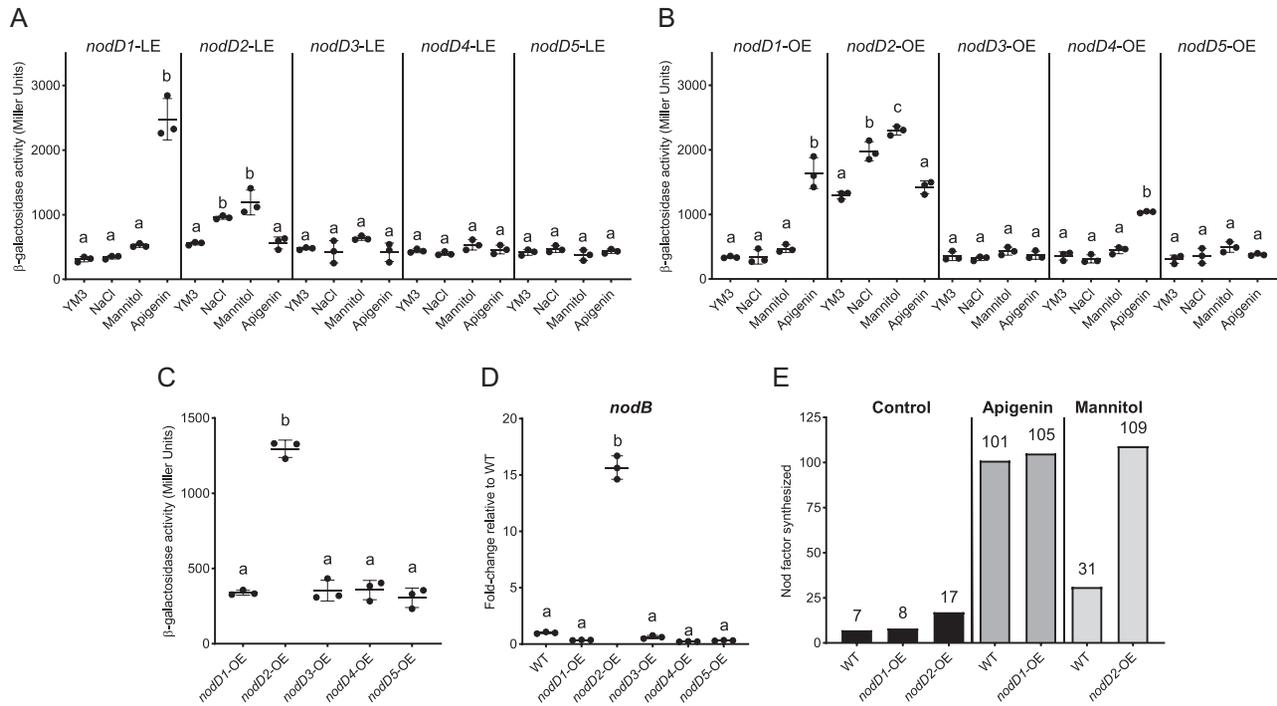 A
nodD1-LE nodD2-LE nodD3-LE nodD4-LE nodD5-LE
β-galactosidase activity (Miller Units)
3000
2000
1000
0
a a a b a b b a a a a a a a a a a a a a
YM3 NaCl Mannitol Apigenin YM3 NaCl Mannitol Apigenin YM3 NaCl Mannitol Apigenin YM3 NaCl Mannitol Apigenin YM3 NaCl Mannitol Apigenin
B
nodD1-OE nodD2-OE nodD3-OE nodD4-OE nodD5-OE
β-galactosidase activity (Miller Units)
3000
2000
1000
0
a a a b a b c a a a a a a a a b a a a a
YM3 NaCl Mannitol Apigenin YM3 NaCl Mannitol Apigenin YM3 NaCl Mannitol Apigenin YM3 NaCl Mannitol Apigenin YM3 NaCl Mannitol Apigenin
C
β-galactosidase activity (Miller Units)
1500
1000
500
0
a b a a a
nodD1-OE nodD2-OE nodD3-OE nodD4-OE nodD5-OE
D
nodB
Fold-change relative to WT
20
15
10
5
0
a a b a a a
WT nodD1-OE nodD2-OE nodD3-OE nodD4-OE nodD5-OE
E
Control Apigenin Mannitol
Nod factor synthesized
125
100
75
50
25
0
7 8 17 101 105 31 109
WT nodD1-OE nodD2-OE WT nodD1-OE WT nodD2-OE